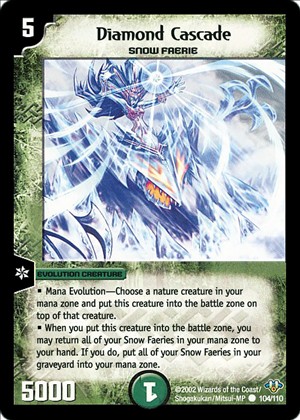 5
Diamond Cascade
SNOW FAERIE
EVOLUTION CREATURE
■ Mana Evolution—Choose a nature creature in your
mana zone and put this creature into the battle zone on
top of that creature.
■ When you put this creature into the battle zone, you
may return all of your Snow Faeries in your mana zone to
your hand. If you do, put all of your Snow Faeries in your
graveyard into your mana zone.
5000
1
©2002 Wizards of the Coast/
Shogakukan/Mitsui-MP ● 104/110